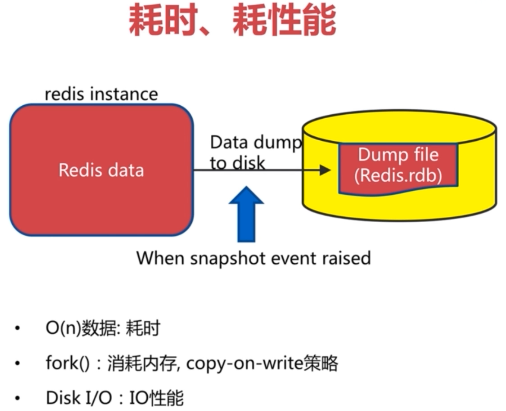 耗时、耗性能
redis instance
Redis data
Data dump
to disk
Dump file
(Redis.rdb)
When snapshot event raised
• O(n)数据: 耗时
• fork()：消耗内存, copy-on-write策略
• Disk I/O：IO性能